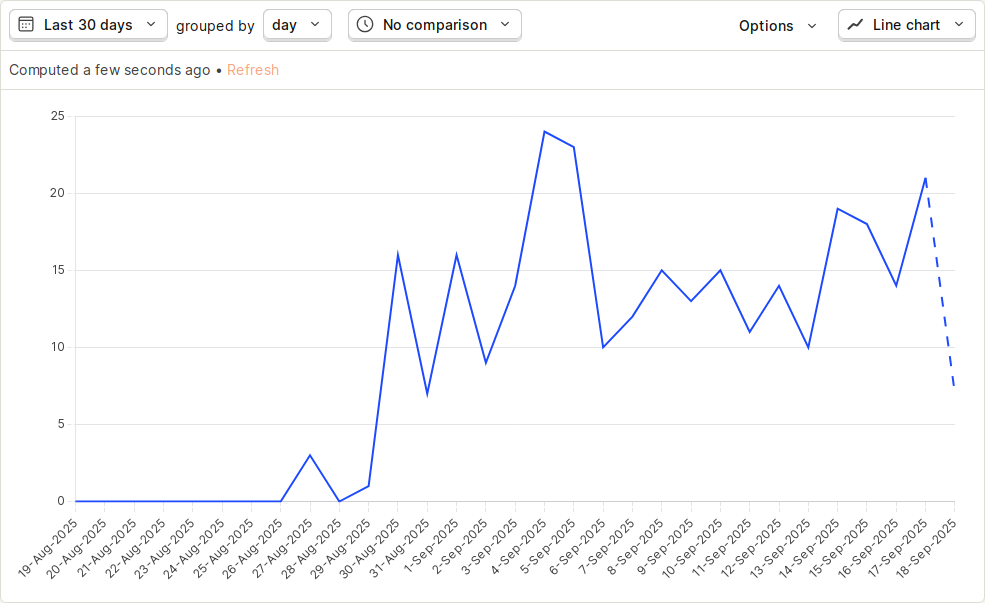 Last 30 days grouped by day No comparison Options Line chart
Computed a few seconds ago • Refresh
25
20
15
10
5
0
19-Aug-2025
20-Aug-2025
21-Aug-2025
22-Aug-2025
23-Aug-2025
24-Aug-2025
25-Aug-2025
26-Aug-2025
27-Aug-2025
28-Aug-2025
29-Aug-2025
30-Aug-2025
31-Aug-2025
1-Sep-2025
2-Sep-2025
3-Sep-2025
4-Sep-2025
5-Sep-2025
6-Sep-2025
7-Sep-2025
8-Sep-2025
9-Sep-2025
10-Sep-2025
11-Sep-2025
12-Sep-2025
13-Sep-2025
14-Sep-2025
15-Sep-2025
16-Sep-2025
17-Sep-2025
18-Sep-2025